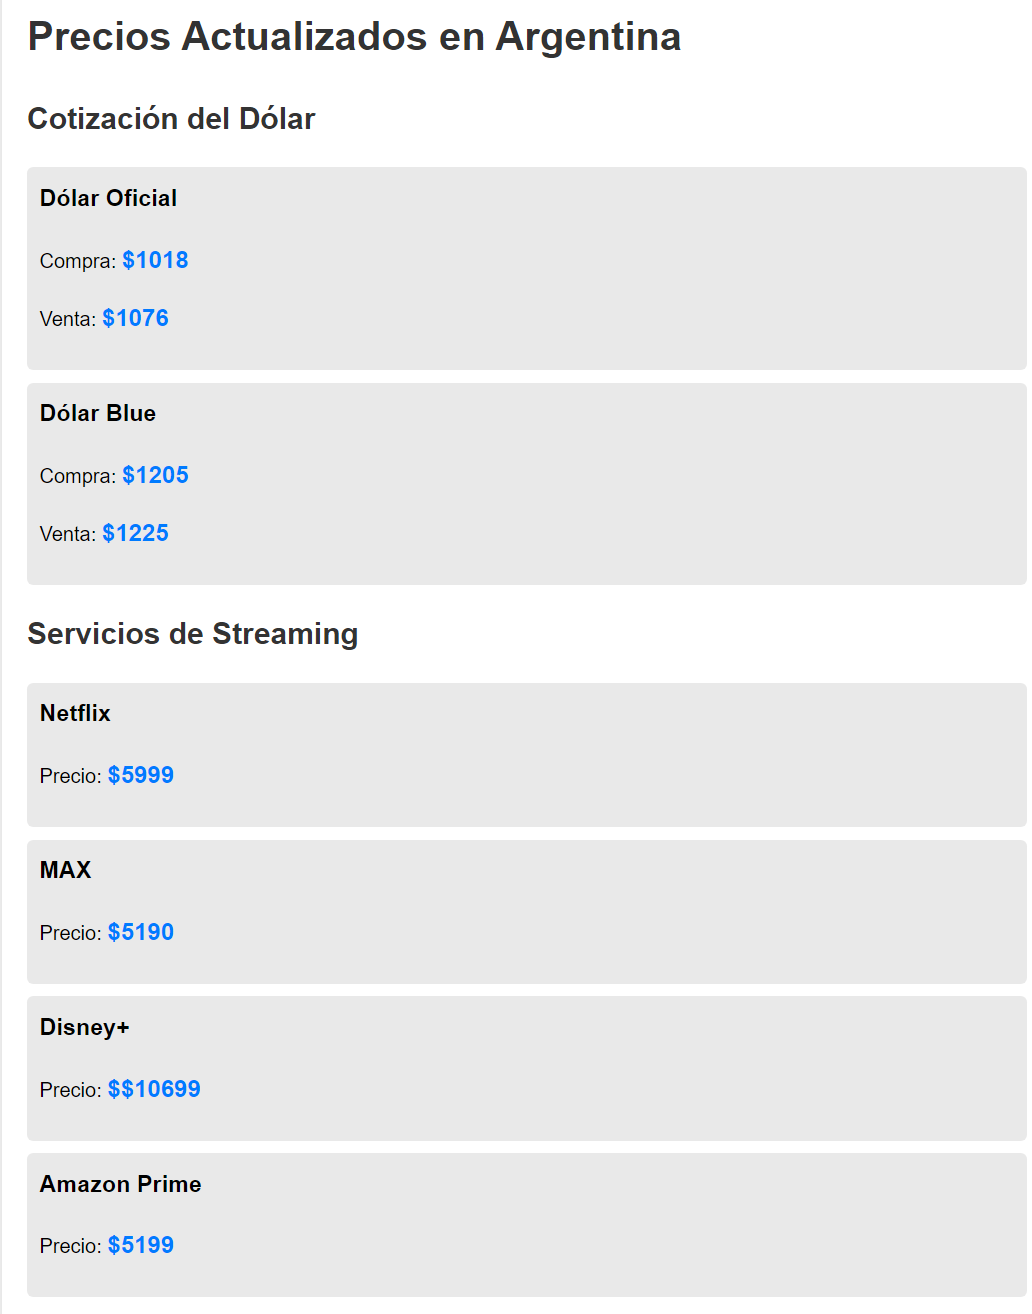 Precios Actualizados en Argentina
Cotización del Dólar
Dólar Oficial
Compra: $1018
Venta: $1076
Dólar Blue
Compra: $1205
Venta: $1225
Servicios de Streaming
Netflix
Precio: $5999
MAX
Precio: $5190
Disney+
Precio: $$10699
Amazon Prime
Precio: $5199